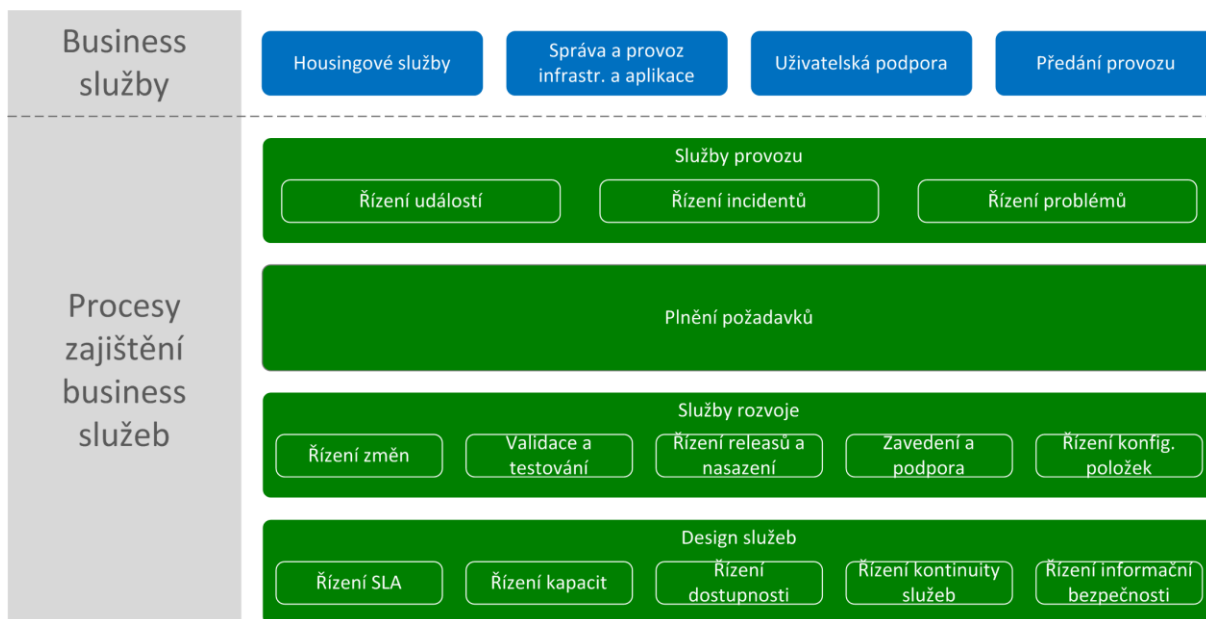 Business
služby
Housingové služby
Správa a provoz
infrastr. a aplikace
Uživatelská podpora
Předání provozu
Procesy
zajištění
business
služeb
Služby provozu
Řízení událostí
Řízení incidentů
Řízení problémů
Plnění požadavků
Služby rozvoje
Řízení změn
Validace a
testování
Řízení releasů a
nasazení
Zavedení a
podpora
Řízení konfig.
položek
Design služeb
Řízení SLA
Řízení kapacit
Řízení
dostupnosti
Řízení kontinuity
služeb
Řízení informační
bezpečnosti